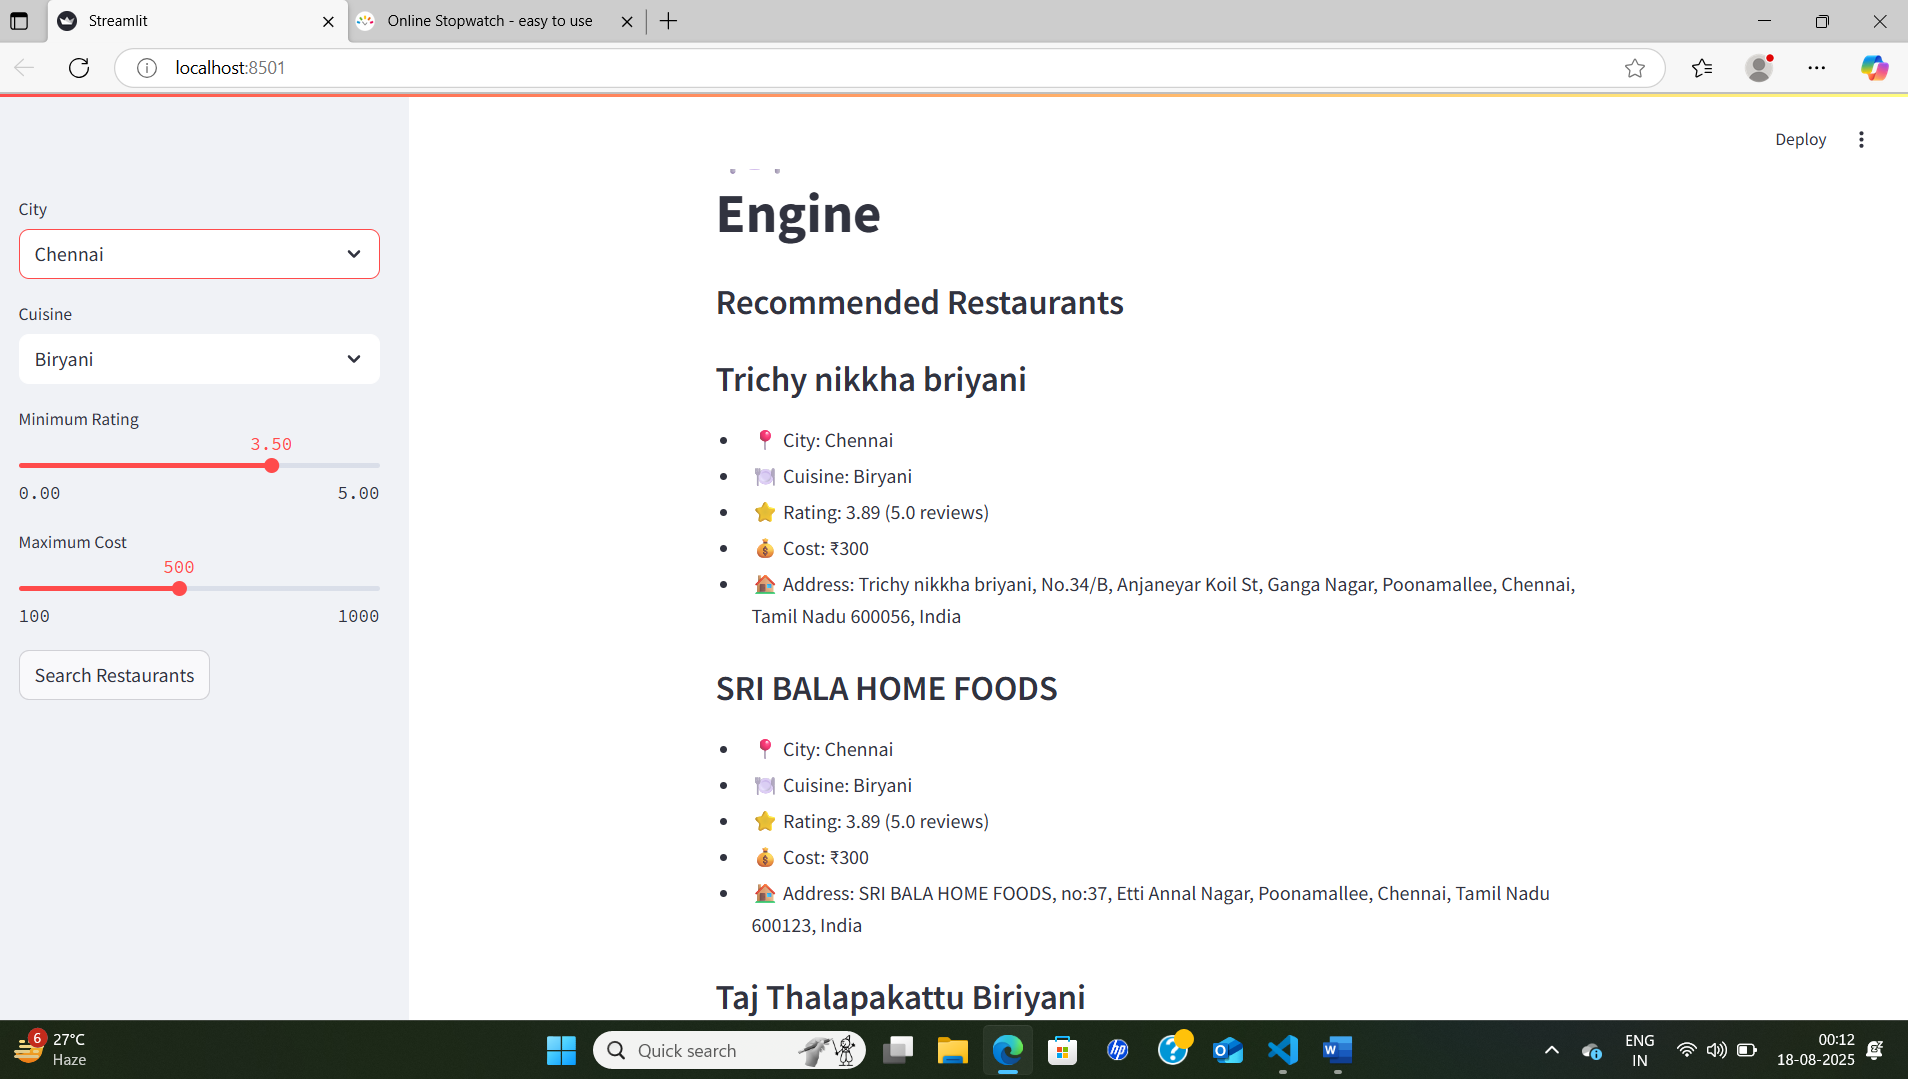 Streamlit
Online Stopwatch - easy to use
localhost:8501
Deploy
City
Chennai
Cuisine
Biryani
Minimum Rating
3.50
0.00 5.00
Maximum Cost
500
100 1000
Search Restaurants
Engine
Recommended Restaurants
Trichy nikkha briyani
City: Chennai
Cuisine: Biryani
Rating: 3.89 (5.0 reviews)
Cost: ₹300
Address: Trichy nikkha briyani, No.34/B, Anjaneyar Koil St, Ganga Nagar, Poonamallee, Chennai,
Tamil Nadu 600056, India
SRI BALA HOME FOODS
City: Chennai
Cuisine: Biryani
Rating: 3.89 (5.0 reviews)
Cost: ₹300
Address: SRI BALA HOME FOODS, no:37, Etti Annal Nagar, Poonamallee, Chennai, Tamil Nadu
600123, India
Taj Thalapakattu Biriyani
6
27°C
Haze
Quick search
hp
ENG
IN
00:12
18-08-2025